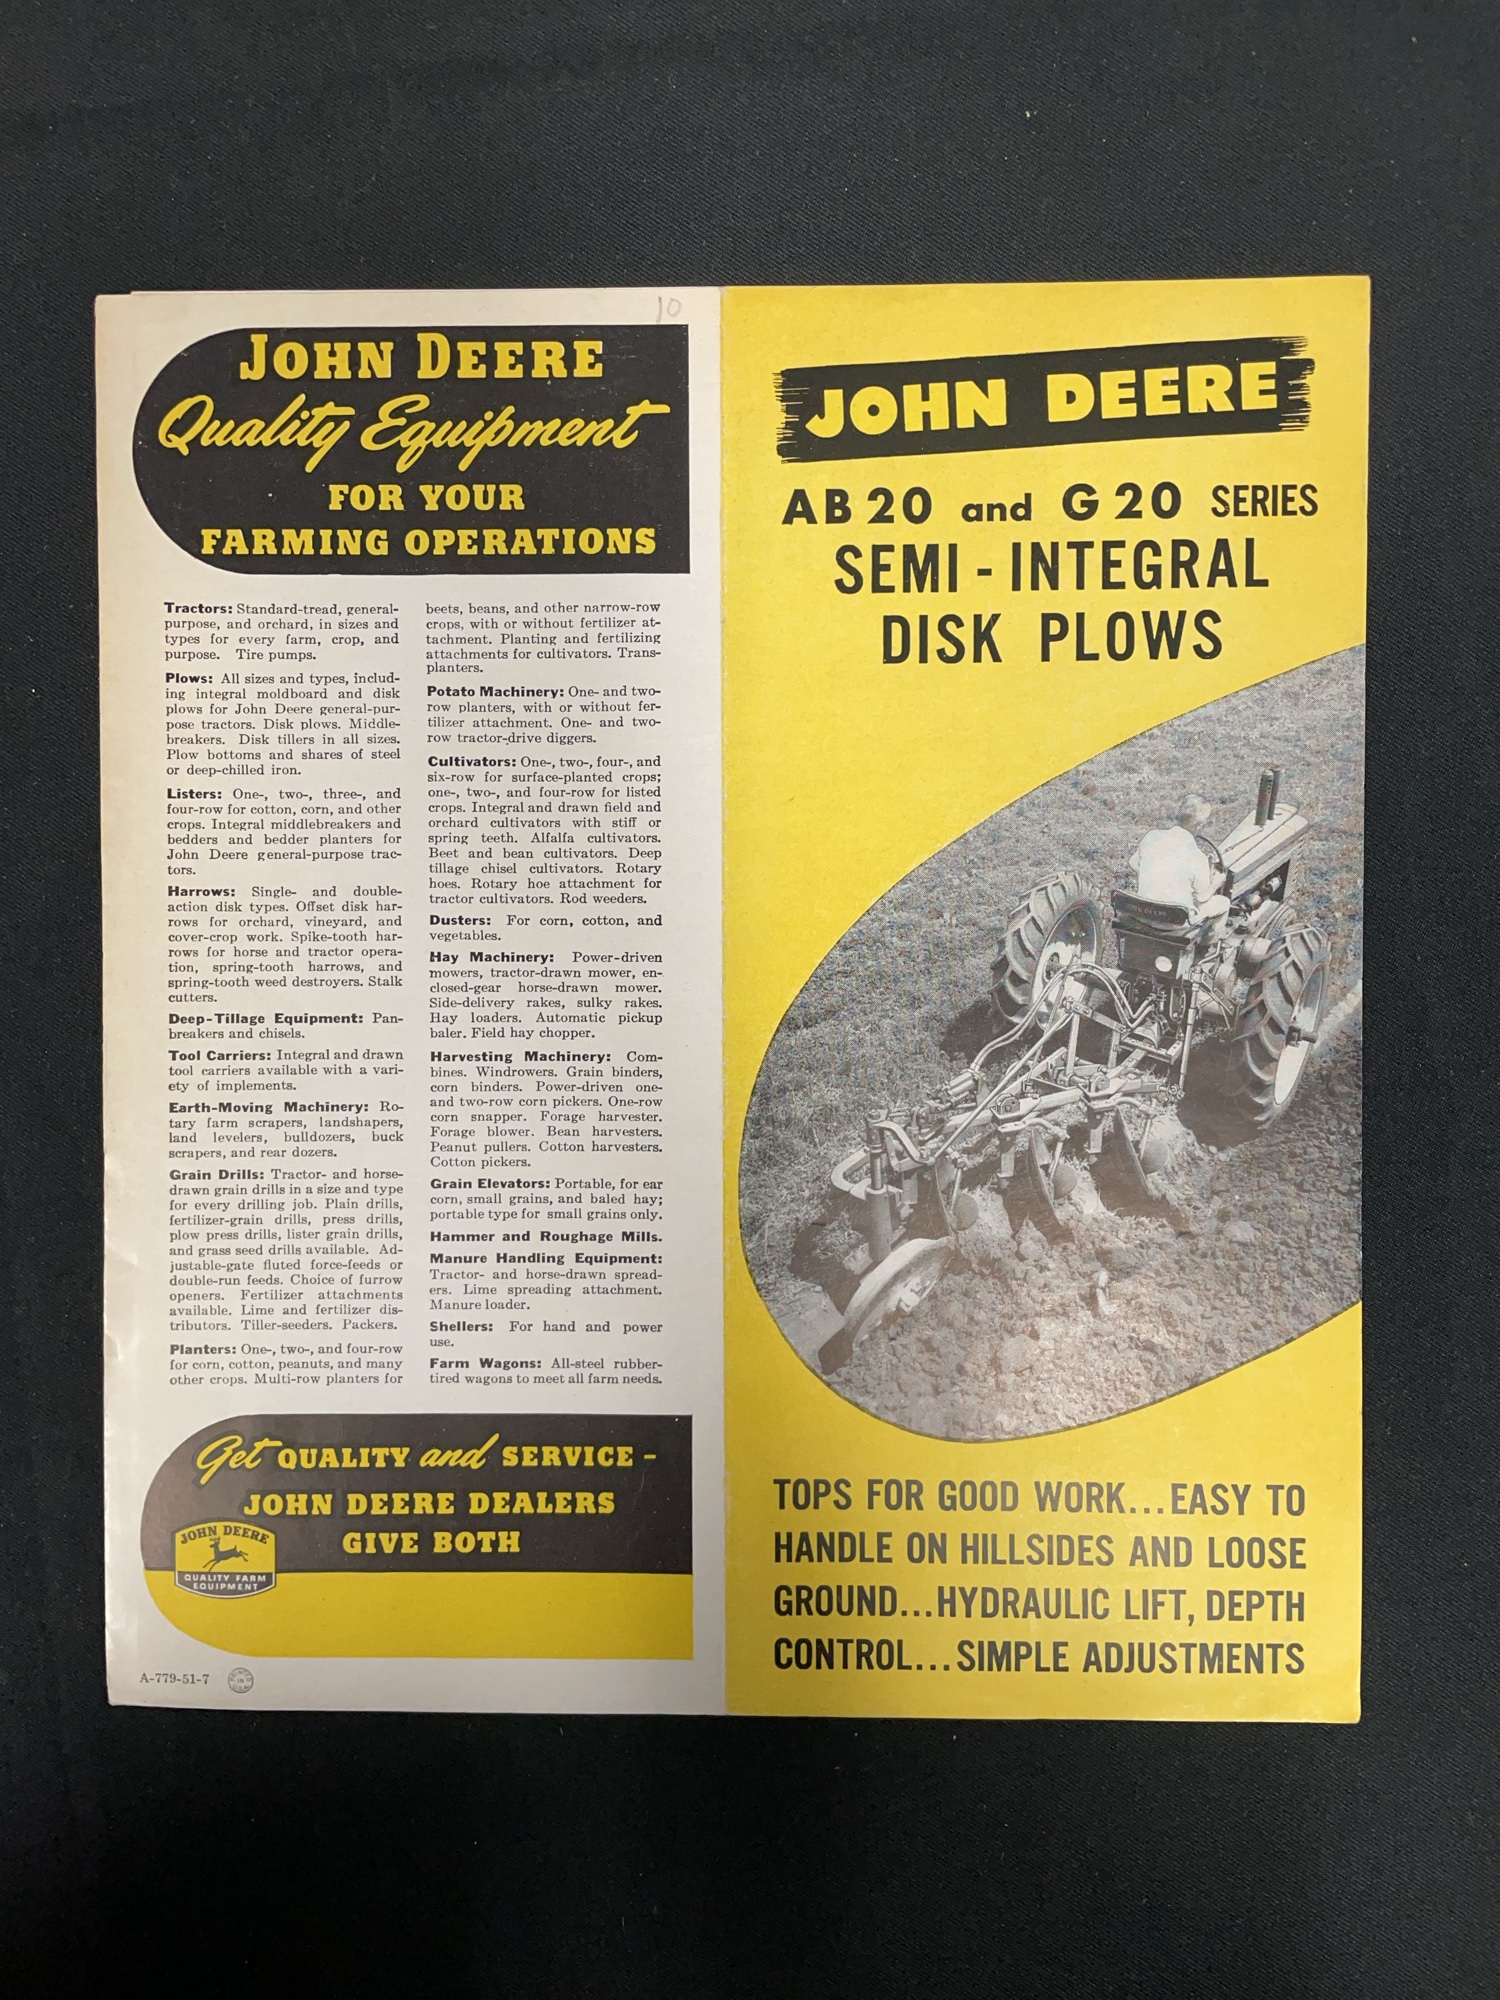 10
JOHN DEERE
Quality Equipment
FOR YOUR
FARMING OPERATIONS
Tractors: Standard-tread, general-
purpose, and orchard, in sizes and
types for every farm, crop, and
purpose. Tire pumps.
Plows: All sizes and types, includ-
ing integral moldboard and disk
plows for John Deere general-pur-
pose tractors. Disk plows. Middle-
breakers. Disk tillers in all sizes.
Plow bottoms and shares of steel
or deep-chilled iron.
Listers: One-, two-, three-, and
four-row for cotton, corn, and other
crops. Integral middlebreakers and
bedders and bedder planters for
John Deere general-purpose trac-
tors.
Harrows: Single- and double-
action disk types. Offset disk har-
rows for orchard, vineyard, and
cover-crop work. Spike-tooth har-
rows for horse and tractor opera-
tion, spring-tooth harrows, and
spring-tooth weed destroyers. Stalk
cutters.
Deep-Tillage Equipment: Pan-
breakers and chisels.
Tool Carriers: Integral and drawn
tool carriers available with a vari-
ety of implements.
Earth-Moving Machinery: Ro-
tary farm scrapers, landshapers,
land levelers, bulldozers, buck
scrapers, and rear dozers.
Grain Drills: Tractor- and horse-
drawn grain drills in a size and type
for every drilling job. Plain drills,
fertilizer-grain drills, press drills,
plow press drills, lister grain drills,
and grass seed drills available. Ad-
justable-gate fluted force-feeds or
double-run feeds. Choice of furrow
openers. Fertilizer attachments
available. Lime and fertilizer dis-
tributors. Tiller-seeders. Packers.
Planters: One-, two-, and four-row
for corn, cotton, peanuts, and many
other crops. Multi-row planters for
beets, beans, and other narrow-row
crops, with or without fertilizer at-
tachment. Planting and fertilizing
attachments for cultivators. Trans-
planters.
Potato Machinery: One- and two-
row planters, with or without fer-
tilizer attachment. One- and two-
row tractor-drive diggers.
Cultivators: One-, two-, four-, and
six-row for surface-planted crops;
one-, two-, and four-row for listed
crops. Integral and drawn field and
orchard cultivators with stiff or
spring teeth. Alfalfa cultivators.
Beet and bean cultivators. Deep
tillage chisel cultivators. Rotary
hoes. Rotary hoe attachment for
tractor cultivators. Rod weeders.
Dusters: For corn, cotton, and
vegetables.
Hay Machinery: Power-driven
mowers, tractor-drawn mower, en-
closed-gear horse-drawn mower.
Side-delivery rakes, sulky rakes.
Hay loaders. Automatic pickup
baler. Field hay chopper.
Harvesting Machinery: Com-
bines. Windrowers. Grain binders,
corn binders. Power-driven one-
and two-row corn pickers. One-row
corn snapper. Forage harvester.
Forage blower. Bean harvesters.
Peanut pullers. Cotton harvesters.
Cotton pickers.
Grain Elevators: Portable, for ear
corn, small grains, and baled hay;
portable type for small grains only.
Hammer and Roughage Mills.
Manure Handling Equipment:
Tractor- and horse-drawn spread-
ers. Lime spreading attachment.
Manure loader.
Shellers: For hand and power
use.
Farm Wagons: All-steel rubber-
tired wagons to meet all farm needs.
Get QUALITY and SERVICE -
JOHN DEERE DEALERS
GIVE BOTH
JOHN DEERE
QUALITY FARM
EQUIPMENT
A-779-51-7
JOHN DEERE
AB 20 and G 20 SERIES
SEMI-INTEGRAL
DISK PLOWS
JOHN DEERE
TOPS FOR GOOD WORK...EASY TO
HANDLE ON HILLSIDES AND LOOSE
GROUND...HYDRAULIC LIFT, DEPTH
CONTROL...SIMPLE ADJUSTMENTS